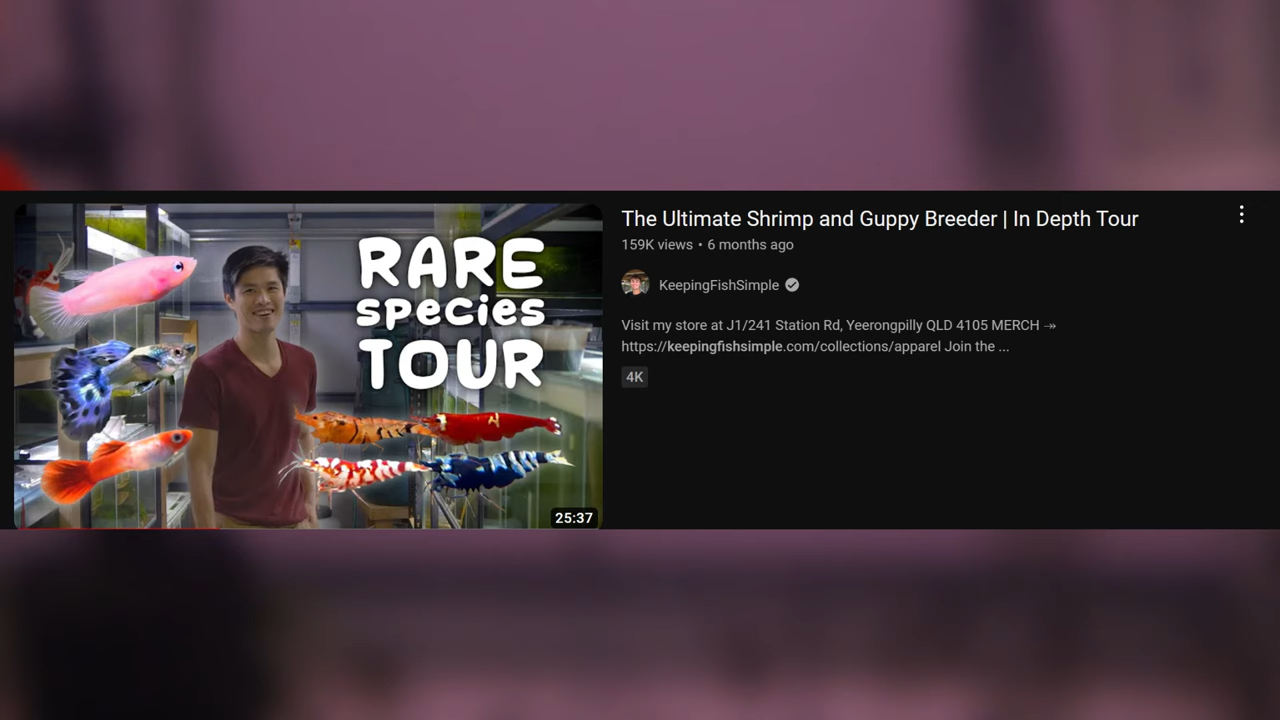 RARE
species
TOUR
25:37
The Ultimate Shrimp and Guppy Breeder | In Depth Tour
159K views • 6 months ago
KeepingFishSimple
Visit my store at J1/241 Station Rd, Yeerongpilly QLD 4105 MERCH ↠
https://keepingfishsimple.com/collections/apparel Join the ...
4K